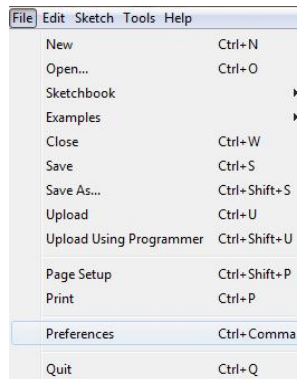 File Edit Sketch Tools Help
New Ctrl+N
Open... Ctrl+O
Sketchbook
Examples
Close Ctrl+W
Save Ctrl+S
Save As... Ctrl+Shift+S
Upload Ctrl+U
Upload Using Programmer Ctrl+Shift+U
Page Setup Ctrl+Shift+P
Print Ctrl+P
Preferences Ctrl+Comma
Quit Ctrl+Q